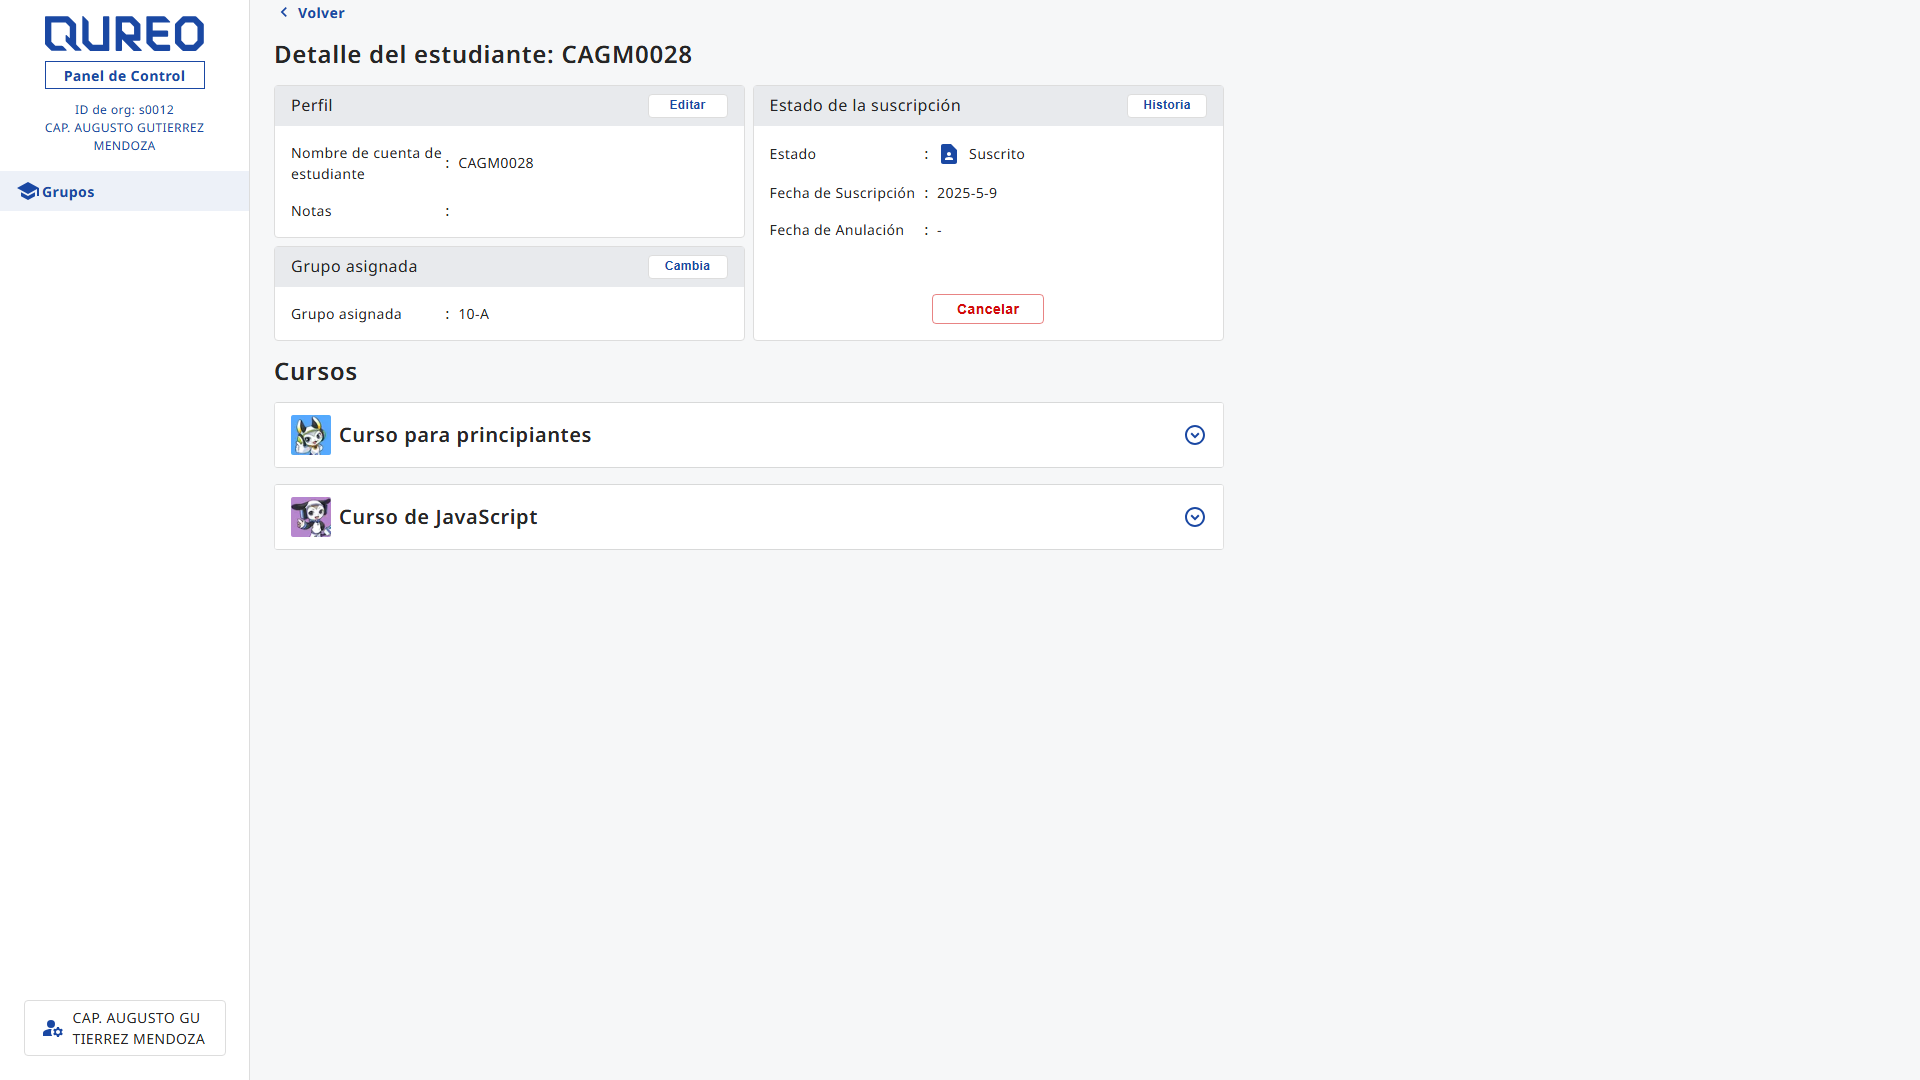 QUREO
Panel de Control
ID de org: s0012
CAP. AUGUSTO GUTIERREZ
MENDOZA
Grupos
CAP. AUGUSTO GU
TIERREZ MENDOZA
Volver
Detalle del estudiante: CAGM0028
Perfil
Editar
Nombre de cuenta de
estudiante
: CAGM0028
Notas :
Grupo asignada
Cambia
Grupo asignada : 10-A
Estado de la suscripción
Historia
Estado : Suscrito
Fecha de Suscripción : 2025-5-9
Fecha de Anulación : -
Cancelar
Cursos
Curso para principiantes
Curso de JavaScript